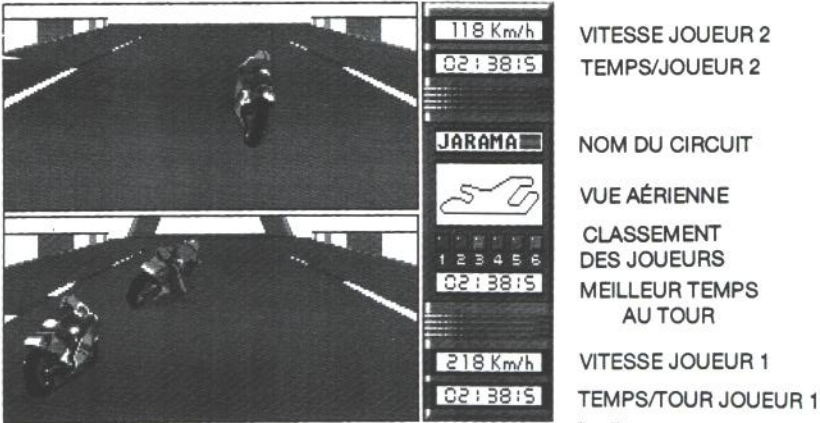 118 Km/h
VITESSE JOUEUR 2
02:38:5
TEMPS/JOUEUR 2
JARAMA
NOM DU CIRCUIT
VUE AÉRIENNE
CLASSEMENT
1 2 3 4 5 6
DES JOUEURS
02:38:5
MEILLEUR TEMPS
AU TOUR
218 Km/h
VITESSE JOUEUR 1
02:38:5
TEMPS/TOUR JOUEUR 1